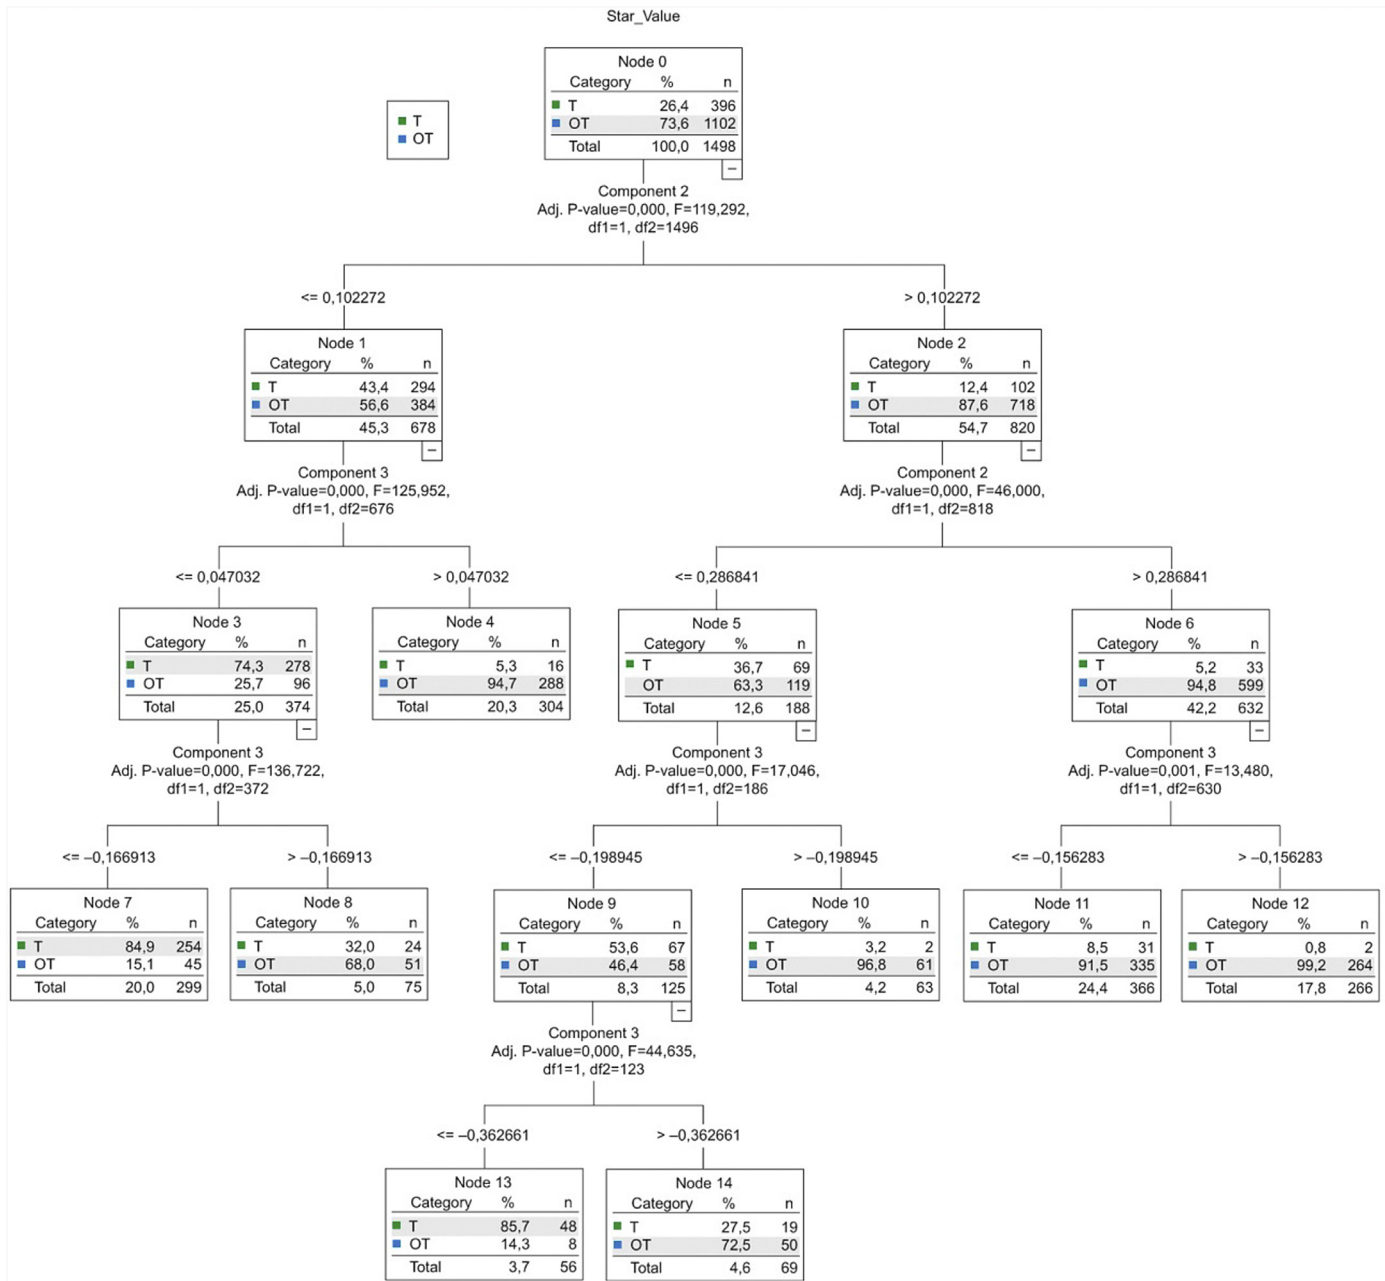 Star_Value
T
OT
Node 0
Category % n
T 26,4 396
OT 73,6 1102
Total 100,0 1498
−
Component 2
Adj. P-value=0,000, F=119,292,
df1=1, df2=1496
<= 0,102272
> 0,102272
Node 1
Category % n
T 43,4 294
OT 56,6 384
Total 45,3 678
−
Component 3
Adj. P-value=0,000, F=125,952,
df1=1, df2=676
Node 2
Category % n
T 12,4 102
OT 87,6 718
Total 54,7 820
−
Component 2
Adj. P-value=0,000, F=46,000,
df1=1, df2=818
<= 0,047032
> 0,047032
<= 0,286841
> 0,286841
Node 3
Category % n
T 74,3 278
OT 25,7 96
Total 25,0 374
−
Component 3
Adj. P-value=0,000, F=136,722,
df1=1, df2=372
Node 4
Category % n
T 5,3 16
OT 94,7 288
Total 20,3 304
Node 5
Category % n
T 36,7 69
OT 63,3 119
Total 12,6 188
−
Component 3
Adj. P-value=0,000, F=17,046,
df1=1, df2=186
Node 6
Category % n
T 5,2 33
OT 94,8 599
Total 42,2 632
−
Component 3
Adj. P-value=0,001, F=13,480,
df1=1, df2=630
<= –0,166913
> –0,166913
<= –0,198945
> –0,198945
<= –0,156283
> –0,156283
Node 7
Category % n
T 84,9 254
OT 15,1 45
Total 20,0 299
Node 8
Category % n
T 32,0 24
OT 68,0 51
Total 5,0 75
Node 9
Category % n
T 53,6 67
OT 46,4 58
Total 8,3 125
−
Component 3
Adj. P-value=0,000, F=44,635,
df1=1, df2=123
Node 10
Category % n
T 3,2 2
OT 96,8 61
Total 4,2 63
Node 11
Category % n
T 8,5 31
OT 91,5 335
Total 24,4 366
Node 12
Category % n
T 0,8 2
OT 99,2 264
Total 17,8 266
<= –0,362661
> –0,362661
Node 13
Category % n
T 85,7 48
OT 14,3 8
Total 3,7 56
Node 14
Category % n
T 27,5 19
OT 72,5 50
Total 4,6 69